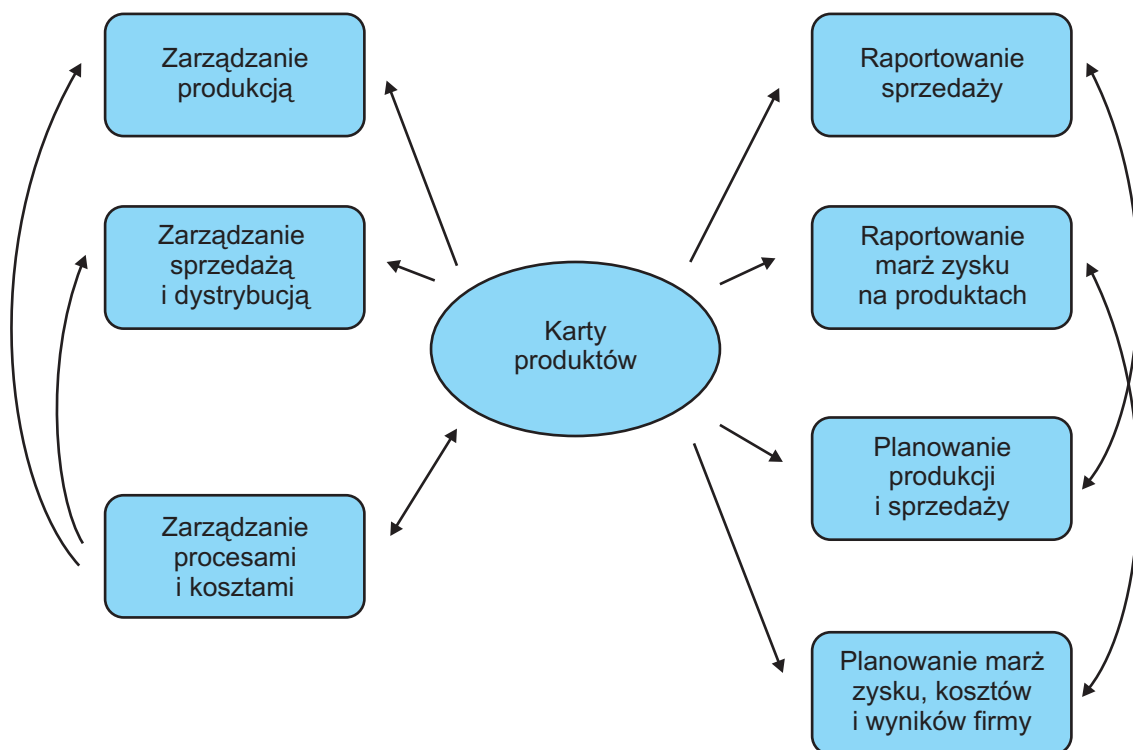 Zarządzanie
produkcją
Zarządzanie
sprzedażą
i dystrybucją
Zarządzanie
procesami
i kosztami
Karty
produktów
Raportowanie
sprzedaży
Raportowanie
marż zysku
na produktach
Planowanie
produkcji
i sprzedaży
Planowanie marż
zysku, kosztów
i wyników firmy